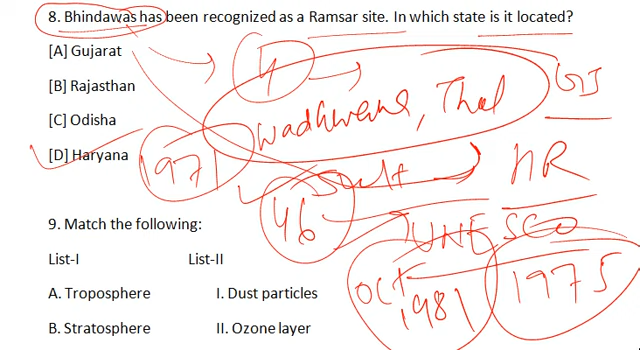 8. Bhindawas has been recognized as a Ramsar site. In which state is it located?
[A] Gujarat
4
[B] Rajasthan
GJ
Wadhwana, Thol
[C] Odisha
[D] Haryana
1971
Sult
HR
46
9. Match the following:
UNESCO
List-I List-II
OCT
1981
1975
A. Troposphere I. Dust particles
B. Stratosphere II. Ozone layer